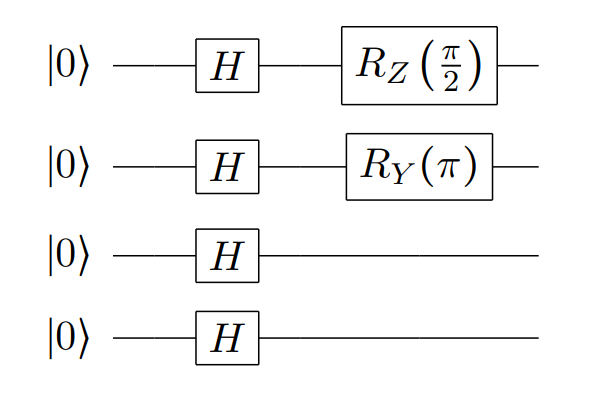 |0⟩ H R_Z(π/2)
|0⟩ H R_Y(π)
|0⟩ H
|0⟩ H